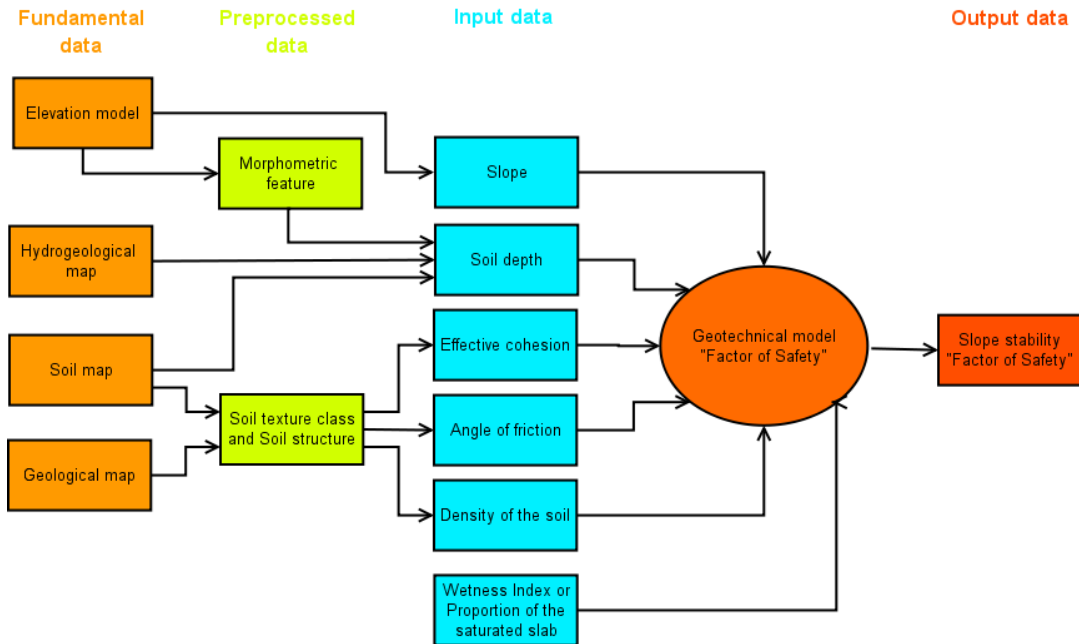 Fundamental
data
Prepprossed
data
Input data
Output data
Elevation model
Morphometric
feature
Slope
Hydrogeological
map
Soil depth
Effective cohesion
Geotechnical model
"Factor of Safety"
Slope stability
"Factor of Safety"
Soil map
Soil texture class
and Soil structure
Angle of friction
Geological map
Density of the soil
Wetness Index or
Proportion of the
saturated slab